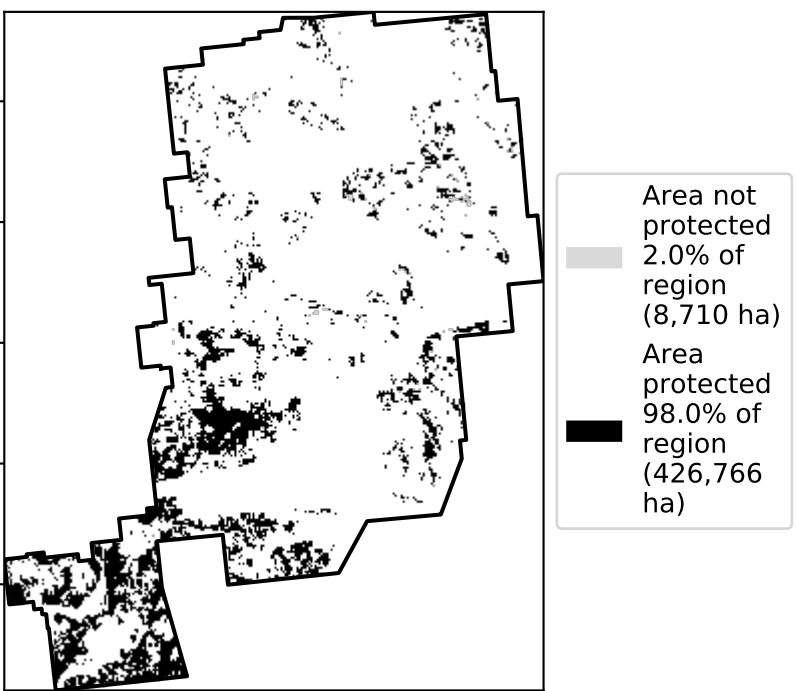 Area not
protected
2.0% of
region
(8,710 ha)
Area
protected
98.0% of
region
(426,766
ha)